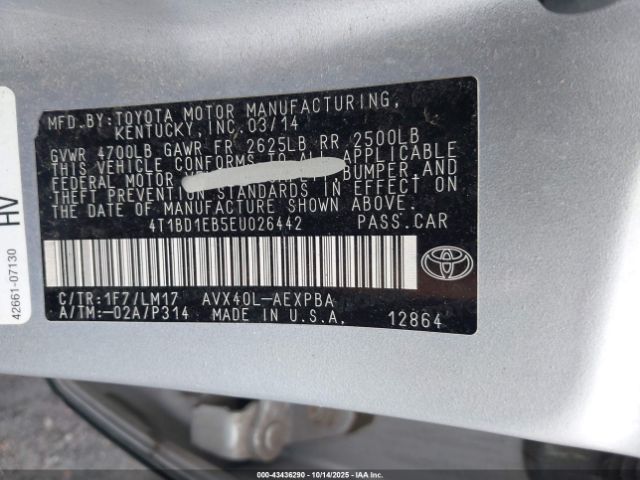 MFD.BY:TOYOTA MOTOR MANUFACTURING,
KENTUCKY, INC. 03/14
GVWR 4700LB GAWR FR 2625LB RR 2500LB
THIS VEHICLE CONFORMS TO ALL APPLICABLE
FEDERAL MOTOR BUMPER, AND
THEFT PREVENTION STANDARDS IN EFFECT ON
THE DATE OF MANUFACTURE SHOWN ABOVE.
4T1BD1EB5EU026442 PASS.CAR
C/TR:1F7/LM17 AVX40L-AEXPBA
A/TM:-02A/P314 MADE IN U.S.A. 12864
HV
42661-07130
© IAA - 43436290 - 10/14/2025 - IAAI.com